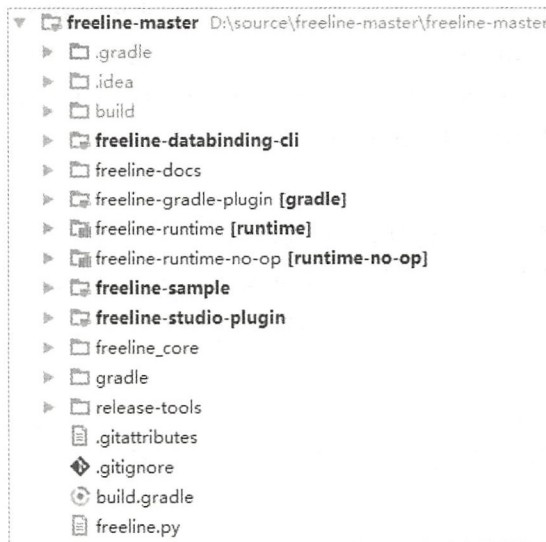 freeline-master D:\source\freeline-master\freeline-master
.gradle
.idea
build
freeline-databinding-cli
freeline-docs
freeline-gradle-plugin [gradle]
freeline-runtime [runtime]
freeline-runtime-no-op [runtime-no-op]
freeline-sample
freeline-studio-plugin
freeline_core
gradle
release-tools
.gitattributes
.gitignore
build.gradle
freeline.py